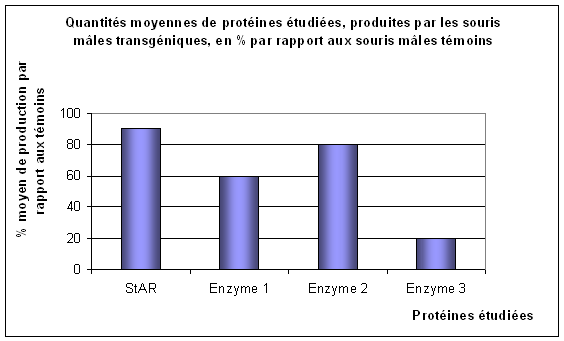 Quantités moyennes de protéines étudiées, produites par les souris
mâles transgéniques, en % par rapport aux souris mâles témoins
% moyen de production par
rapport aux témoins
100
80
60
40
20
0
StAR Enzyme 1 Enzyme 2 Enzyme 3
Protéines étudiées